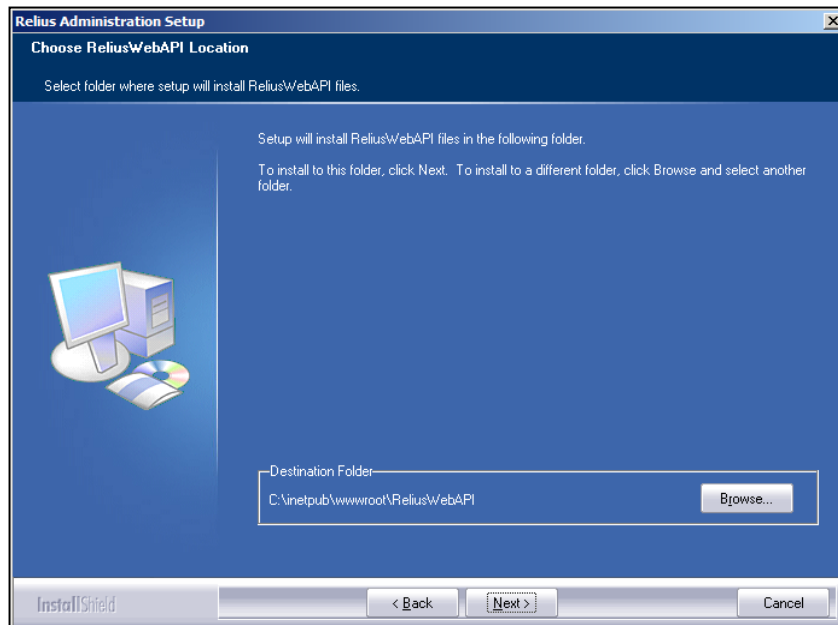 Relius Administration Setup
Choose ReliusWebAPI Location
Select folder where setup will install ReliusWebAPI files.
Setup will install ReliusWebAPI files in the following folder.
To install to this folder, click Next. To install to a different folder, click Browse and select another
folder.
Destination Folder
C:\inetpub\wwwroot\ReliusWebAPI
Browse...
InstallShield
< Back
Next >
Cancel